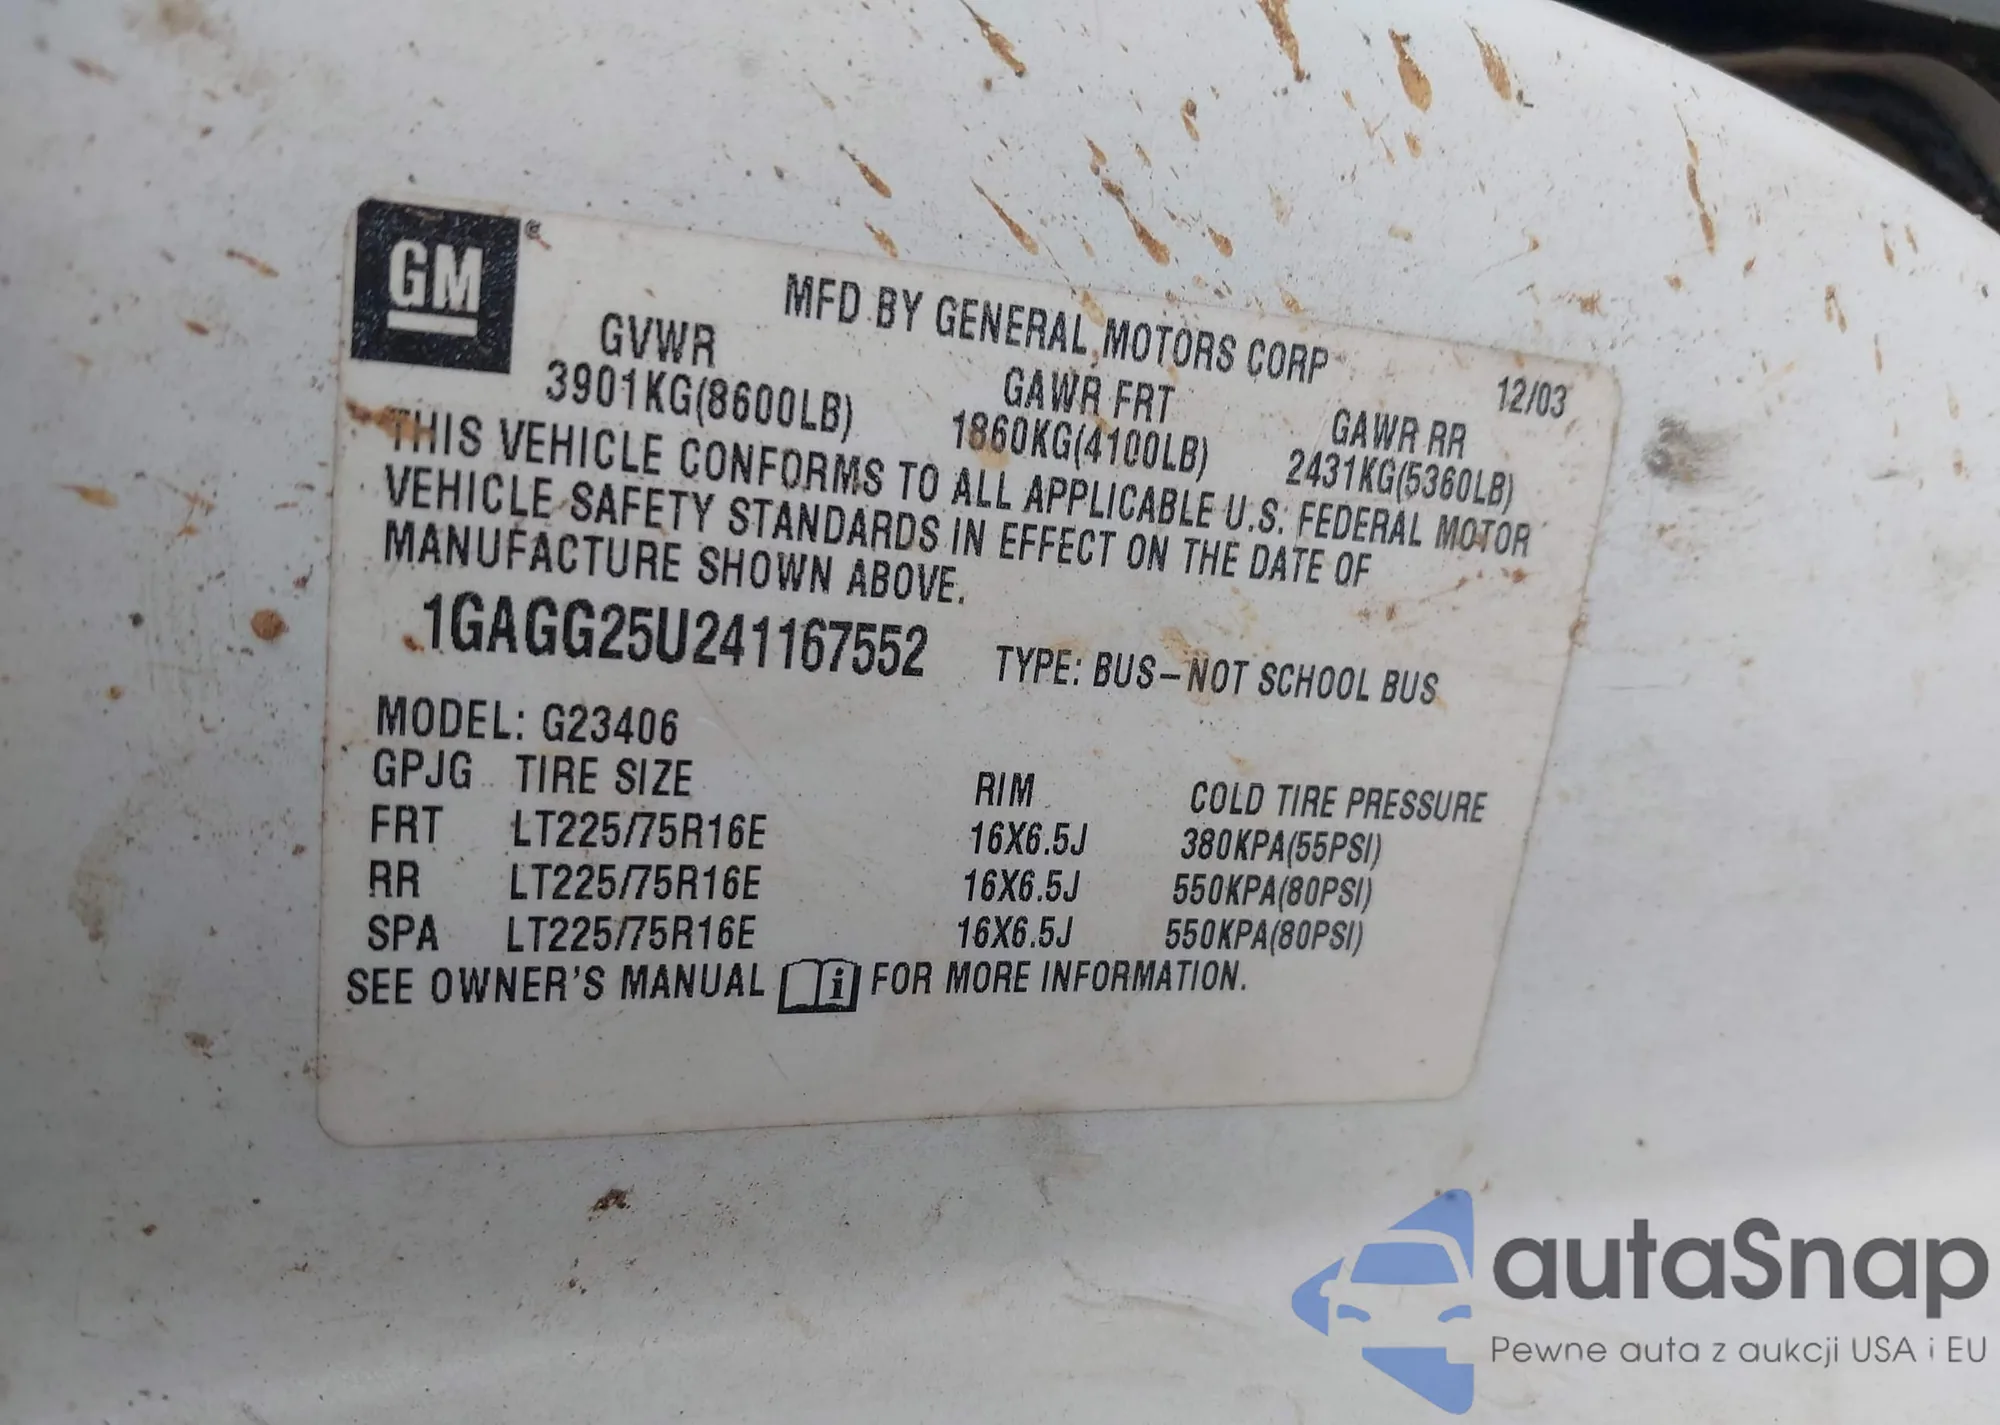 GM ®
MFD BY GENERAL MOTORS CORP
12/03
GVWR GAWR FRT GAWR RR
3901KG(8600LB) 1860KG(4100LB) 2431KG(5360LB)
THIS VEHICLE CONFORMS TO ALL APPLICABLE U.S. FEDERAL MOTOR
VEHICLE SAFETY STANDARDS IN EFFECT ON THE DATE OF
MANUFACTURE SHOWN ABOVE.
1GAGG25U241167552 TYPE: BUS–NOT SCHOOL BUS
MODEL: G23406
GPJG TIRE SIZE RIM COLD TIRE PRESSURE
FRT LT225/75R16E 16X6.5J 380KPA(55PSI)
RR LT225/75R16E 16X6.5J 550KPA(80PSI)
SPA LT225/75R16E 16X6.5J 550KPA(80PSI)
SEE OWNER'S MANUAL i FOR MORE INFORMATION.
autaSnap
Pewne auta z aukcji USA i EU